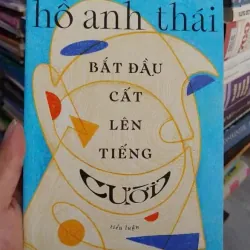 hồ anh thái
BẮT ĐẦU
CẤT
LÊN
TIẾNG
CƯỜI
tiểu luận